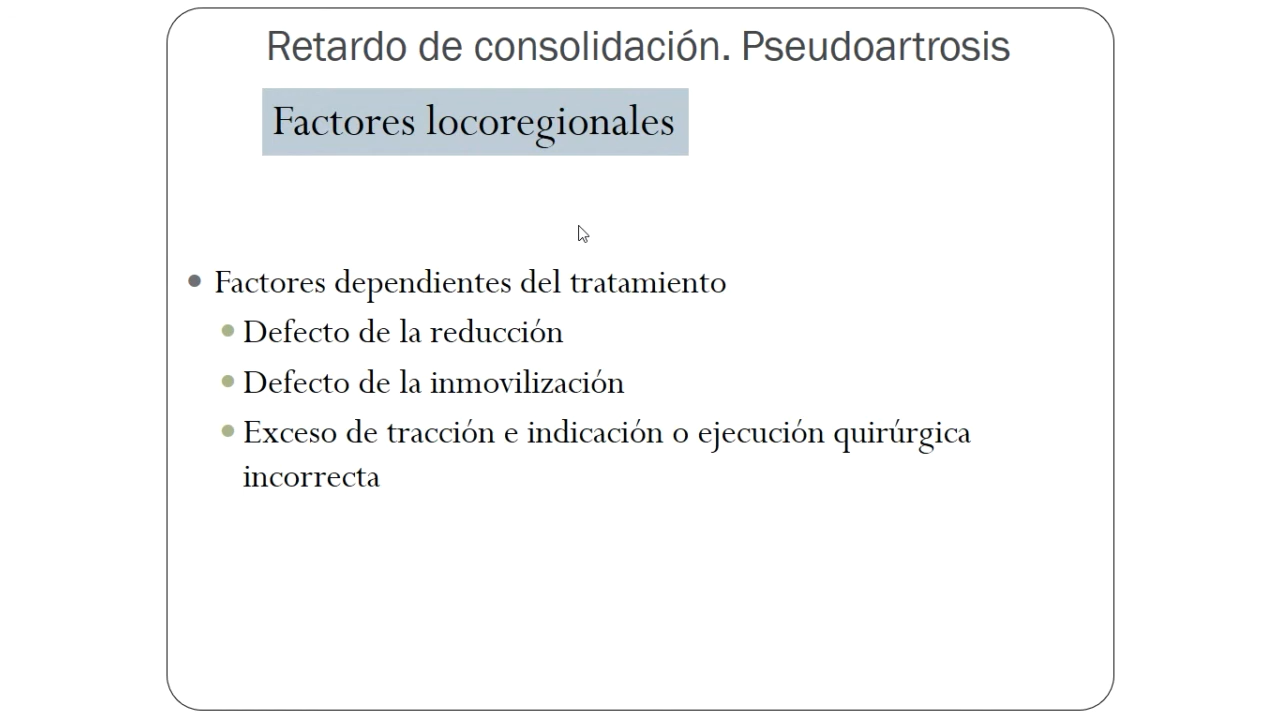 Retardo de consolidación. Pseudoartrosis
Factores locoregionales
Factores dependientes del tratamiento
Defecto de la reducción
Defecto de la inmovilización
Exceso de tracción e indicación o ejecución quirúrgica
incorrecta